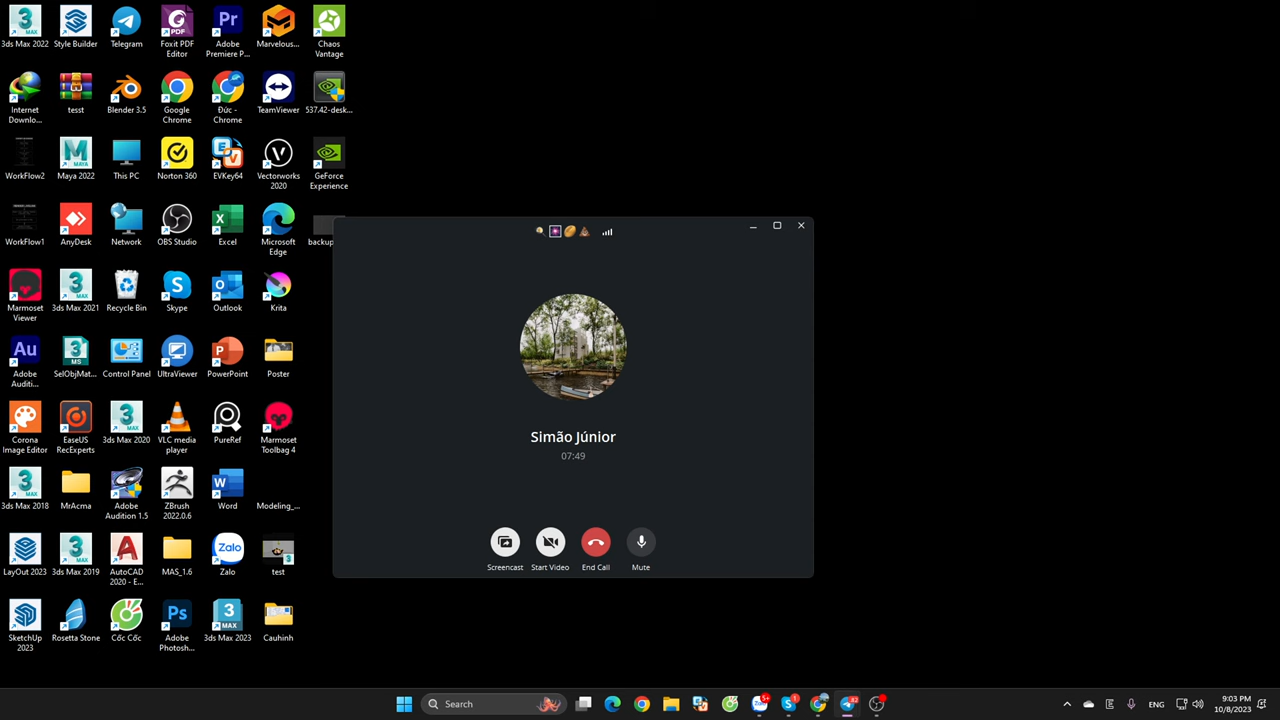 3ds Max 2022
Style Builder
Telegram
Foxit PDF
Editor
Adobe
Premiere P...
Marvelous...
Chaos
Vantage
Internet
Downlo...
tesst
Blender 3.5
Google
Chrome
Đức -
Chrome
TeamViewer
537.42-desk...
WorkFlow2
Maya 2022
This PC
Norton 360
EVKey64
Vectorworks
2020
GeForce
Experience
WorkFlow1
AnyDesk
Network
OBS Studio
Excel
Microsoft
Edge
backup
Marmoset
Viewer
3ds Max 2021
Recycle Bin
Skype
Outlook
Krita
Adobe
Auditi...
SelObjMat...
Control Panel
UltraViewer
PowerPoint
Poster
Corona
Image Editor
EaseUS
RecExperts
3ds Max 2020
VLC media
player
PureRef
Marmoset
Toolbag 4
3ds Max 2018
MrAcma
Adobe
Audition 1.5
ZBrush
2022.0.6
Word
Modeling_...
LayOut 2023
3ds Max 2019
AutoCAD
2020 - E...
MAS_1.6
Zalo
test
SketchUp
2023
Rosetta Stone
Cốc Cốc
Adobe
Photosh...
3ds Max 2023
Cauhinh
Simão Júnior
07:49
Screencast
Start Video
End Call
Mute
Search
ENG
9:03 PM
10/8/2023